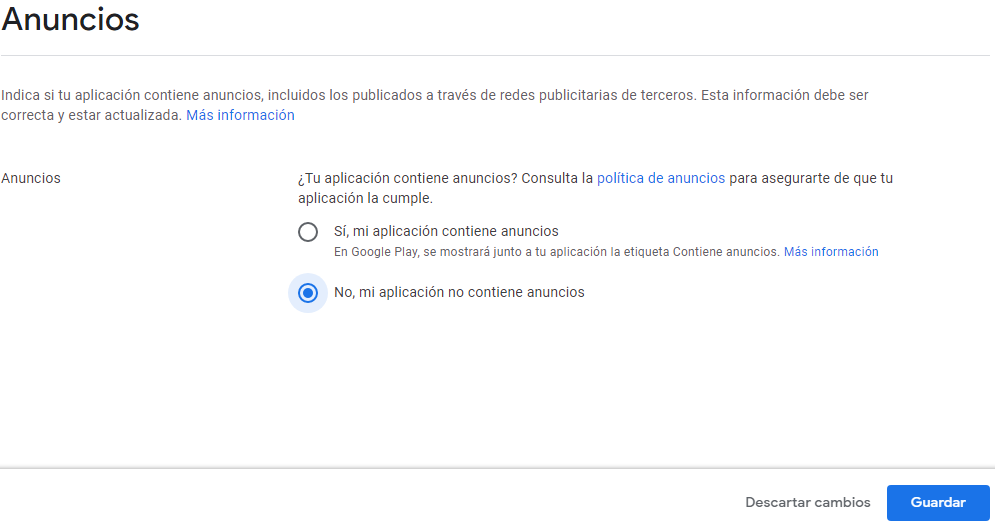 Anuncios
Indica si tu aplicación contiene anuncios, incluidos los publicados a través de redes publicitarias de terceros. Esta información debe ser
correcta y estar actualizada. Más información
Anuncios
¿Tu aplicación contiene anuncios? Consulta la política de anuncios para asegurarte de que tu
aplicación la cumple.
Sí, mi aplicación contiene anuncios
En Google Play, se mostrará junto a tu aplicación la etiqueta Contiene anuncios. Más información
No, mi aplicación no contiene anuncios
Descartar cambios
Guardar